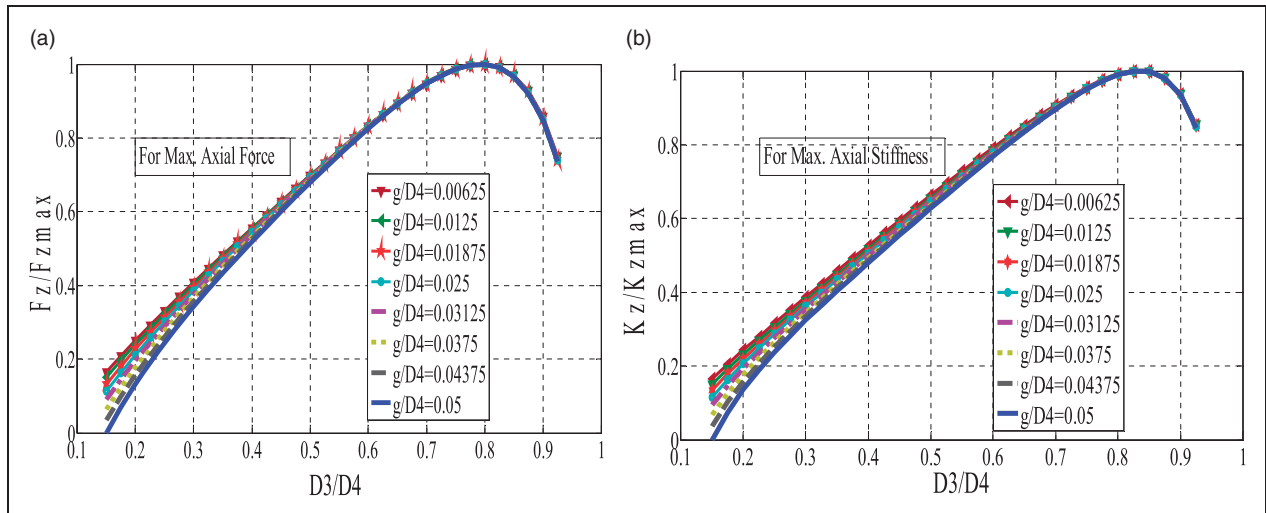 (a)
(b)
1
0.8
0.6
0.4
0.2
0
Fz/Fzmax
For Max. Axial Force
g/D4=0.00625
g/D4=0.0125
g/D4=0.01875
g/D4=0.025
g/D4=0.03125
g/D4=0.0375
g/D4=0.04375
g/D4=0.05
0.1 0.2 0.3 0.4 0.5 0.6 0.7 0.8 0.9 1
D3/D4
1
0.8
0.6
0.4
0.2
0
Kz/Kzmax
For Max. Axial Stiffness
g/D4=0.00625
g/D4=0.0125
g/D4=0.01875
g/D4=0.025
g/D4=0.03125
g/D4=0.0375
g/D4=0.04375
g/D4=0.05
0.1 0.2 0.3 0.4 0.5 0.6 0.7 0.8 0.9 1
D3/D4